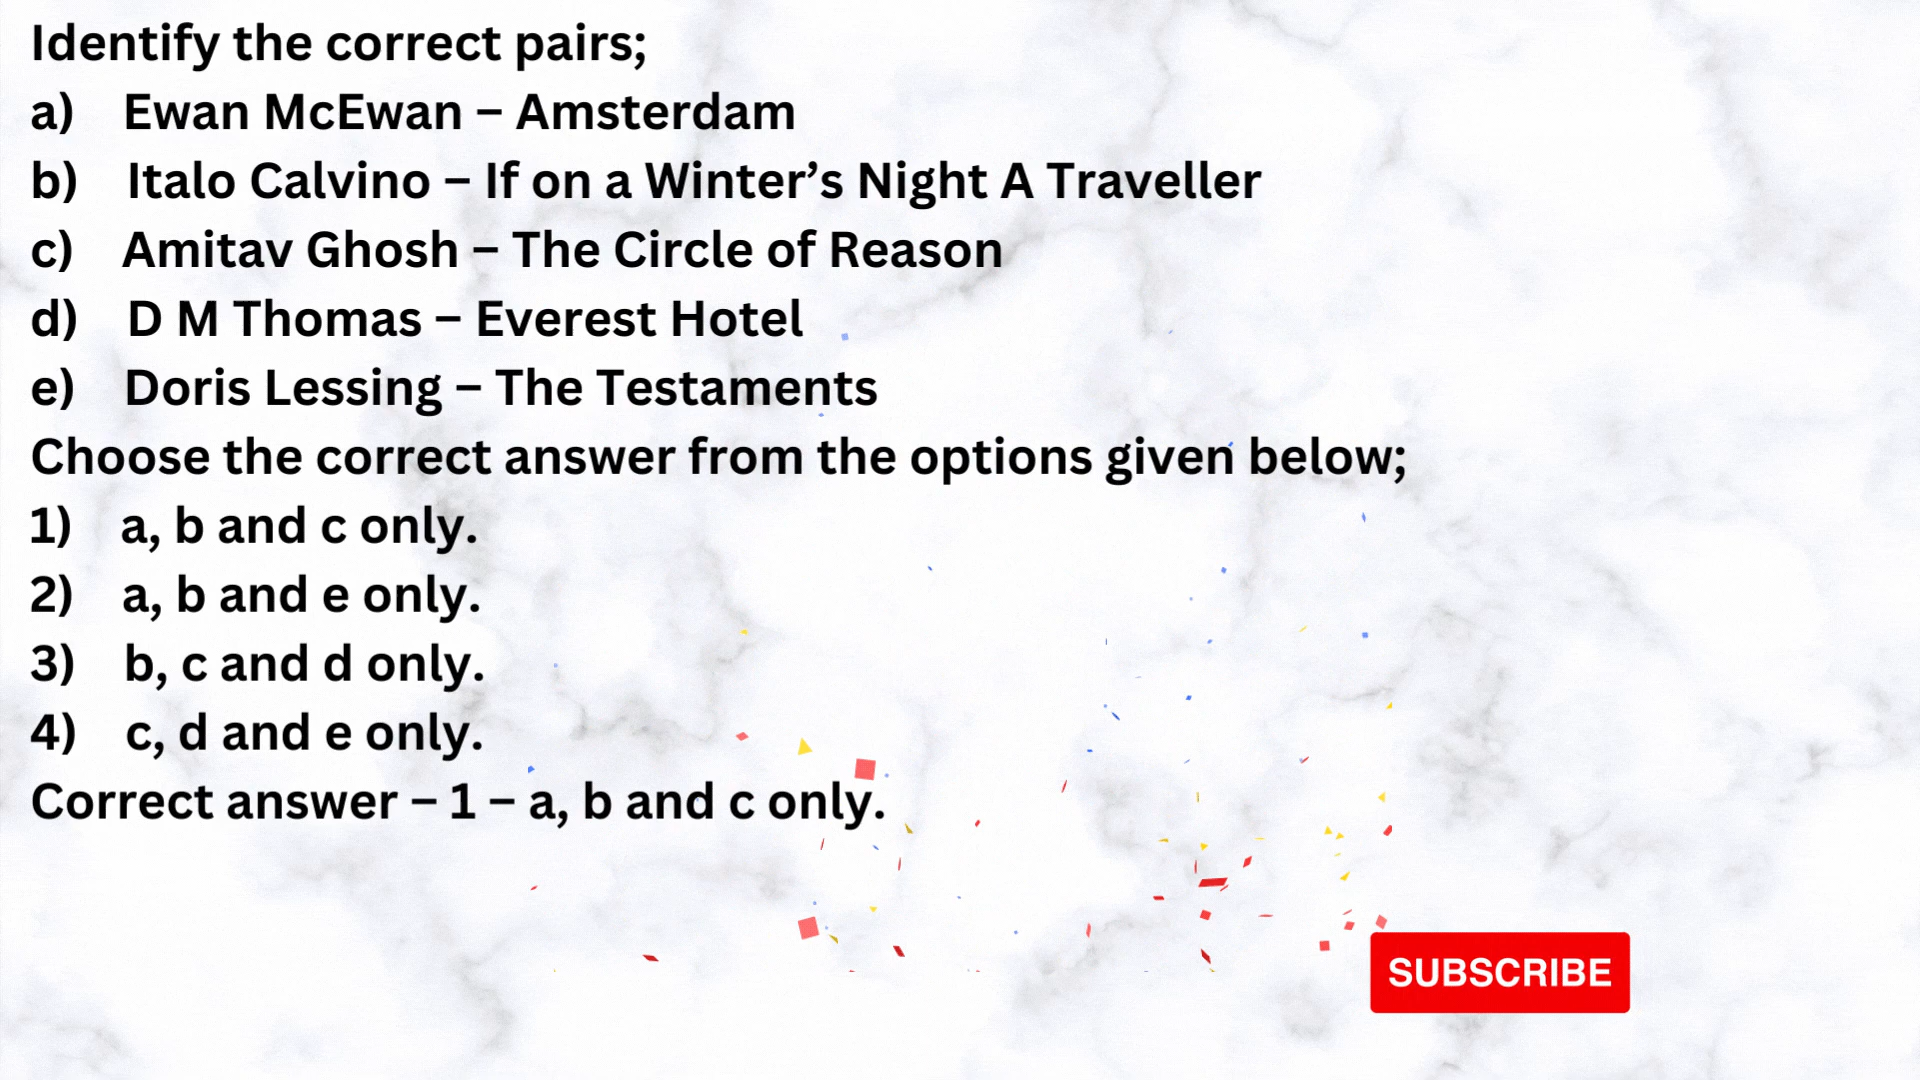 Identify the correct pairs;
a) Ewan McEwan – Amsterdam
b) Italo Calvino – If on a Winter’s Night A Traveller
c) Amitav Ghosh – The Circle of Reason
d) D M Thomas – Everest Hotel
e) Doris Lessing – The Testaments
Choose the correct answer from the options given below;
1) a, b and c only.
2) a, b and e only.
3) b, c and d only.
4) c, d and e only.
Correct answer – 1 – a, b and c only.
SUBSCRIBE